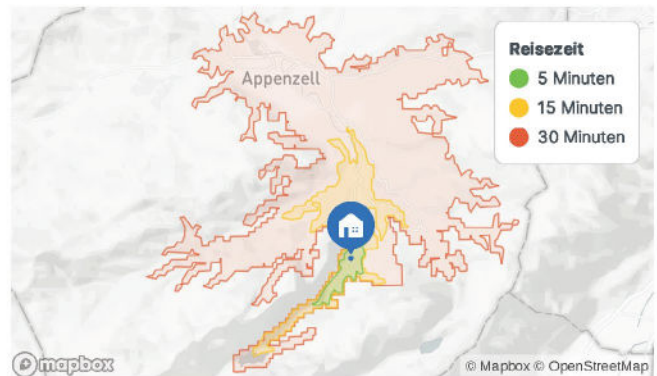 Reisezeit
5 Minuten
15 Minuten
30 Minuten
Appenzell
mapbox
© Mapbox © OpenStreetMap